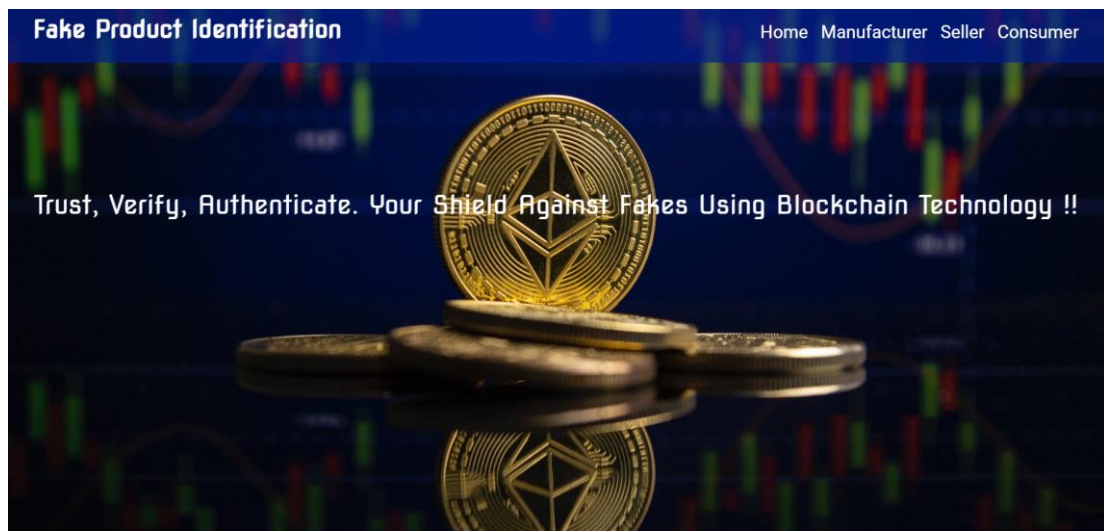 Fake Product Identification
Home Manufacturer Seller Consumer
Trust, Verify, Authenticate. Your Shield Against Fakes Using Blockchain Technology !!